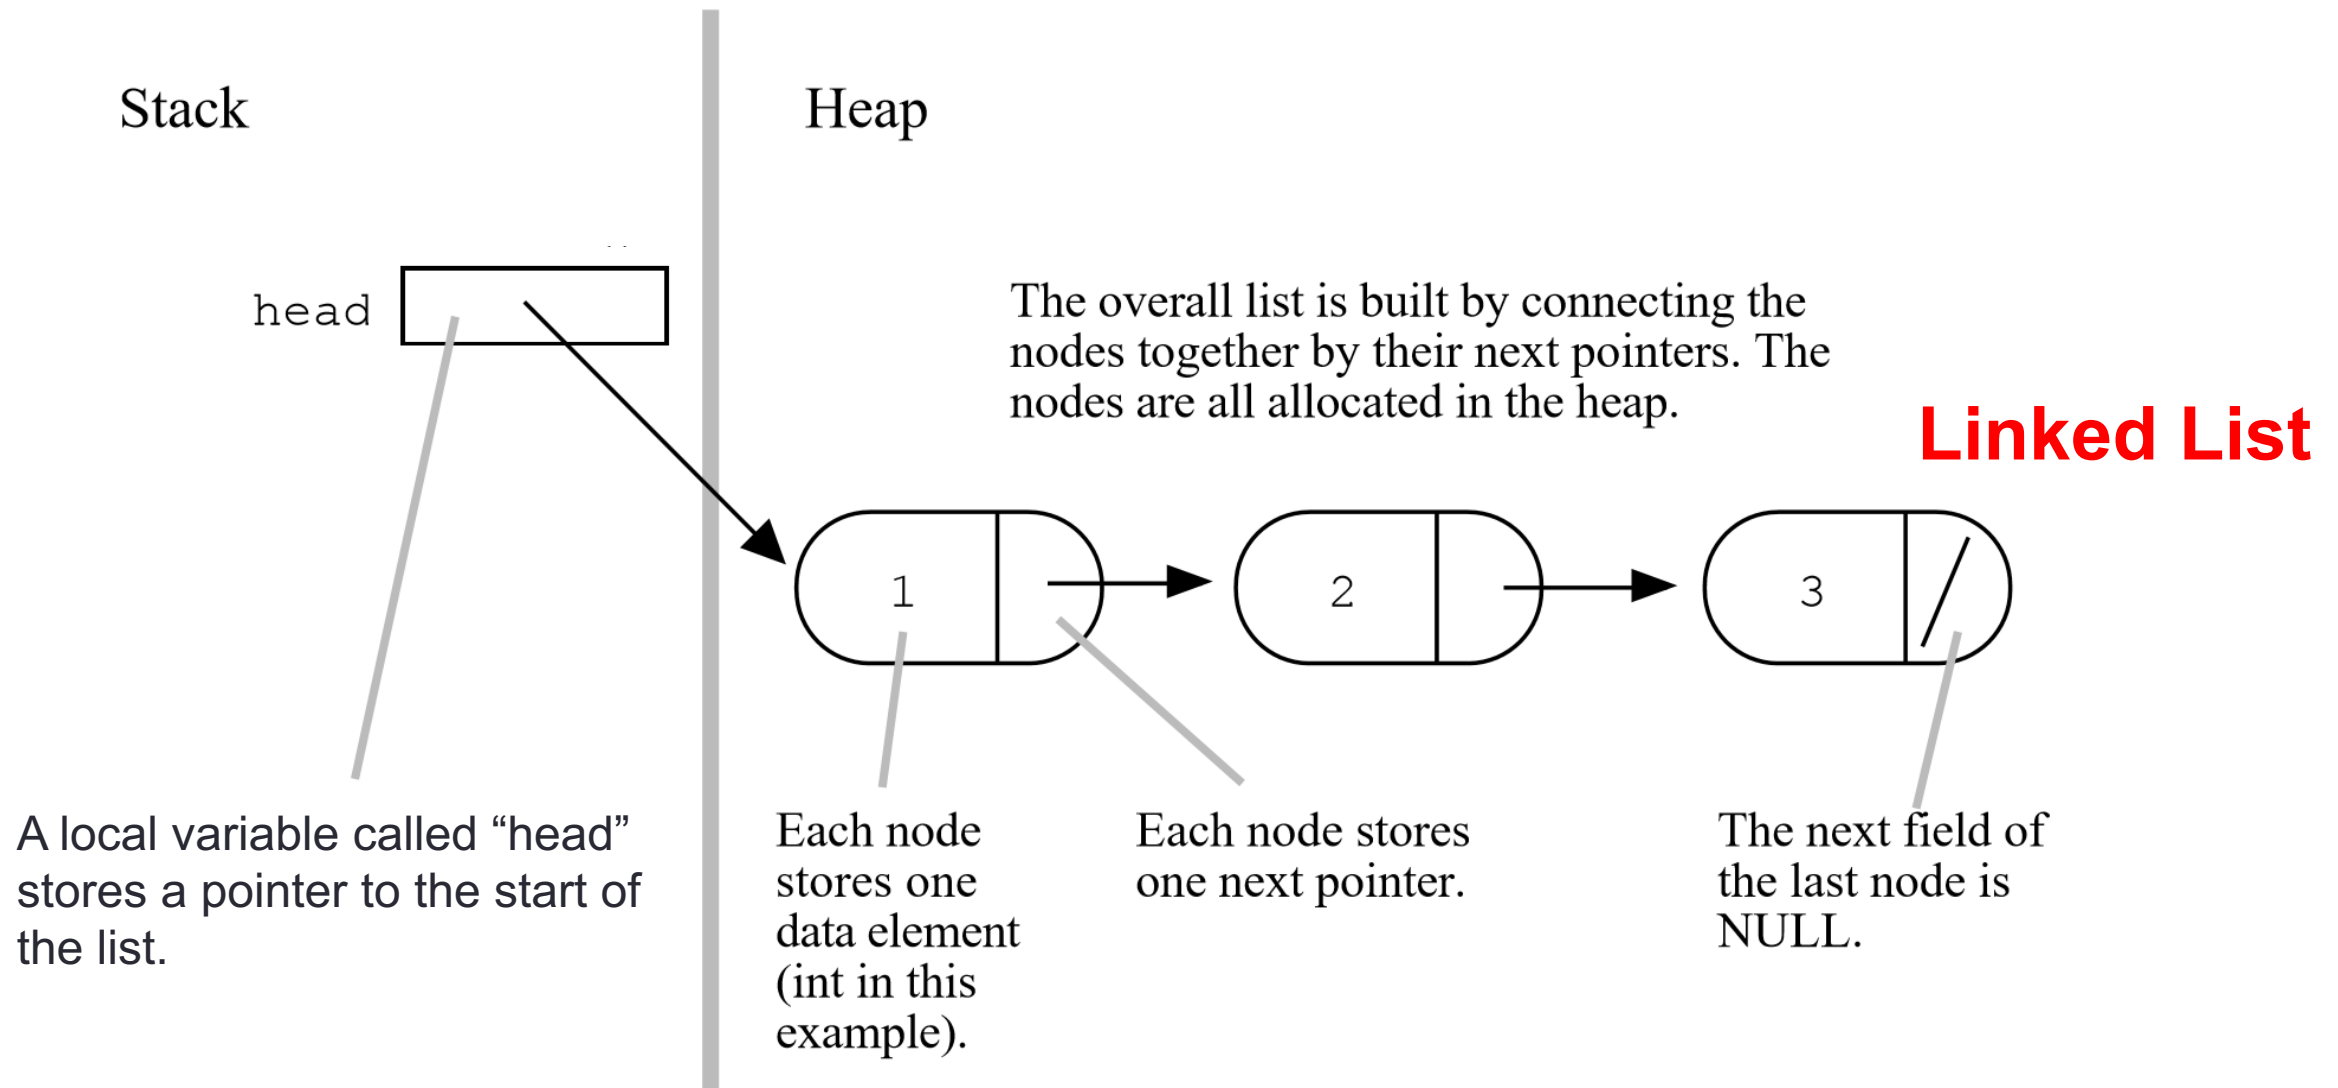 Stack
Heap
head
The overall list is built by connecting the
nodes together by their next pointers. The
nodes are all allocated in the heap.
Linked List
1
2
3
A local variable called “head”
stores a pointer to the start of
the list.
Each node
stores one
data element
(int in this
example).
Each node stores
one next pointer.
The next field of
the last node is
NULL.